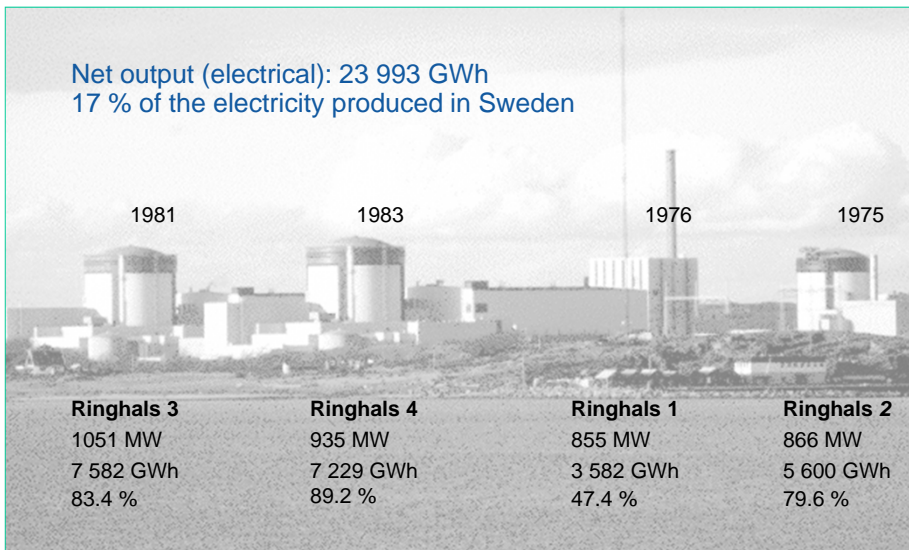 Net output (electrical): 23 993 GWh
17 % of the electricity produced in Sweden
1981 1983 1976 1975
Ringhals 3 Ringhals 4 Ringhals 1 Ringhals 2
1051 MW 935 MW 855 MW 866 MW
7 582 GWh 7 229 GWh 3 582 GWh 5 600 GWh
83.4 % 89.2 % 47.4 % 79.6 %